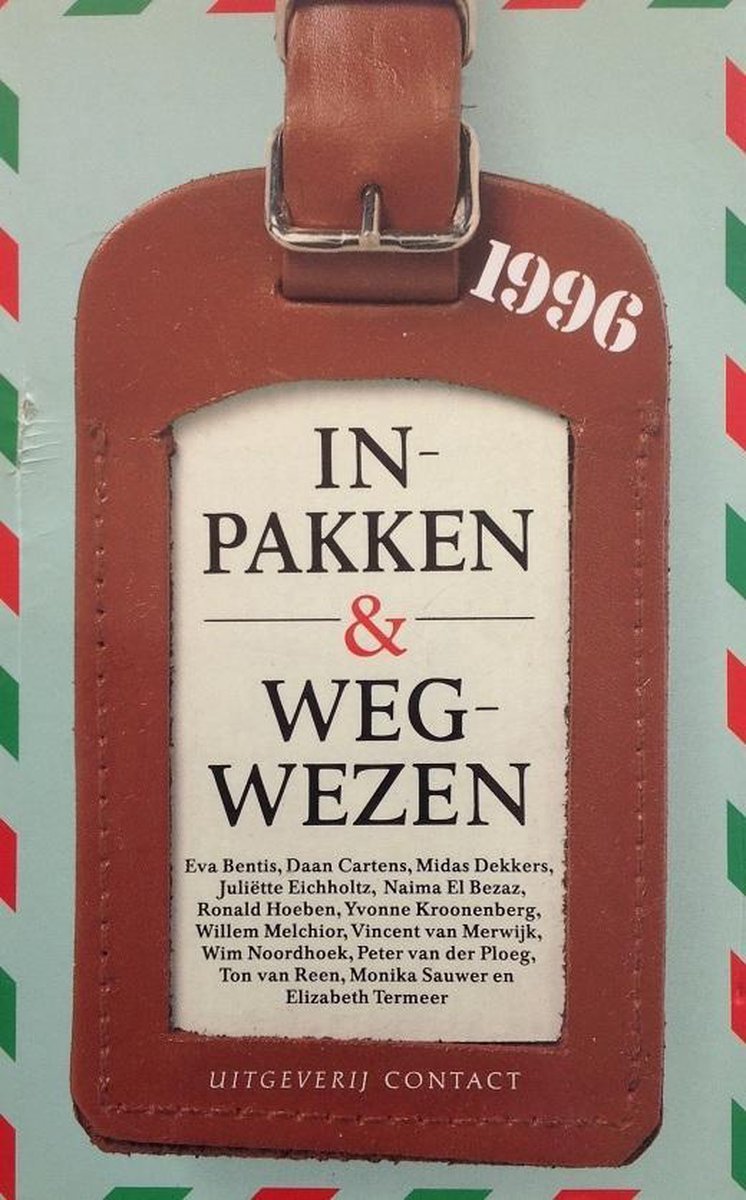 1996
IN-
PAKKEN
&
WEG-
WEZEN
Eva Bentis, Daan Cartens, Midas Dekkers,
Juliëtte Eichholtz, Naima El Bezaz,
Ronald Hoeben, Yvonne Kroonenberg,
Willem Melchior, Vincent van Merwijk,
Wim Noordhoek, Peter van der Ploeg,
Ton van Reen, Monika Sauwer en
Elizabeth Termeer
UITGEVERIJ CONTACT